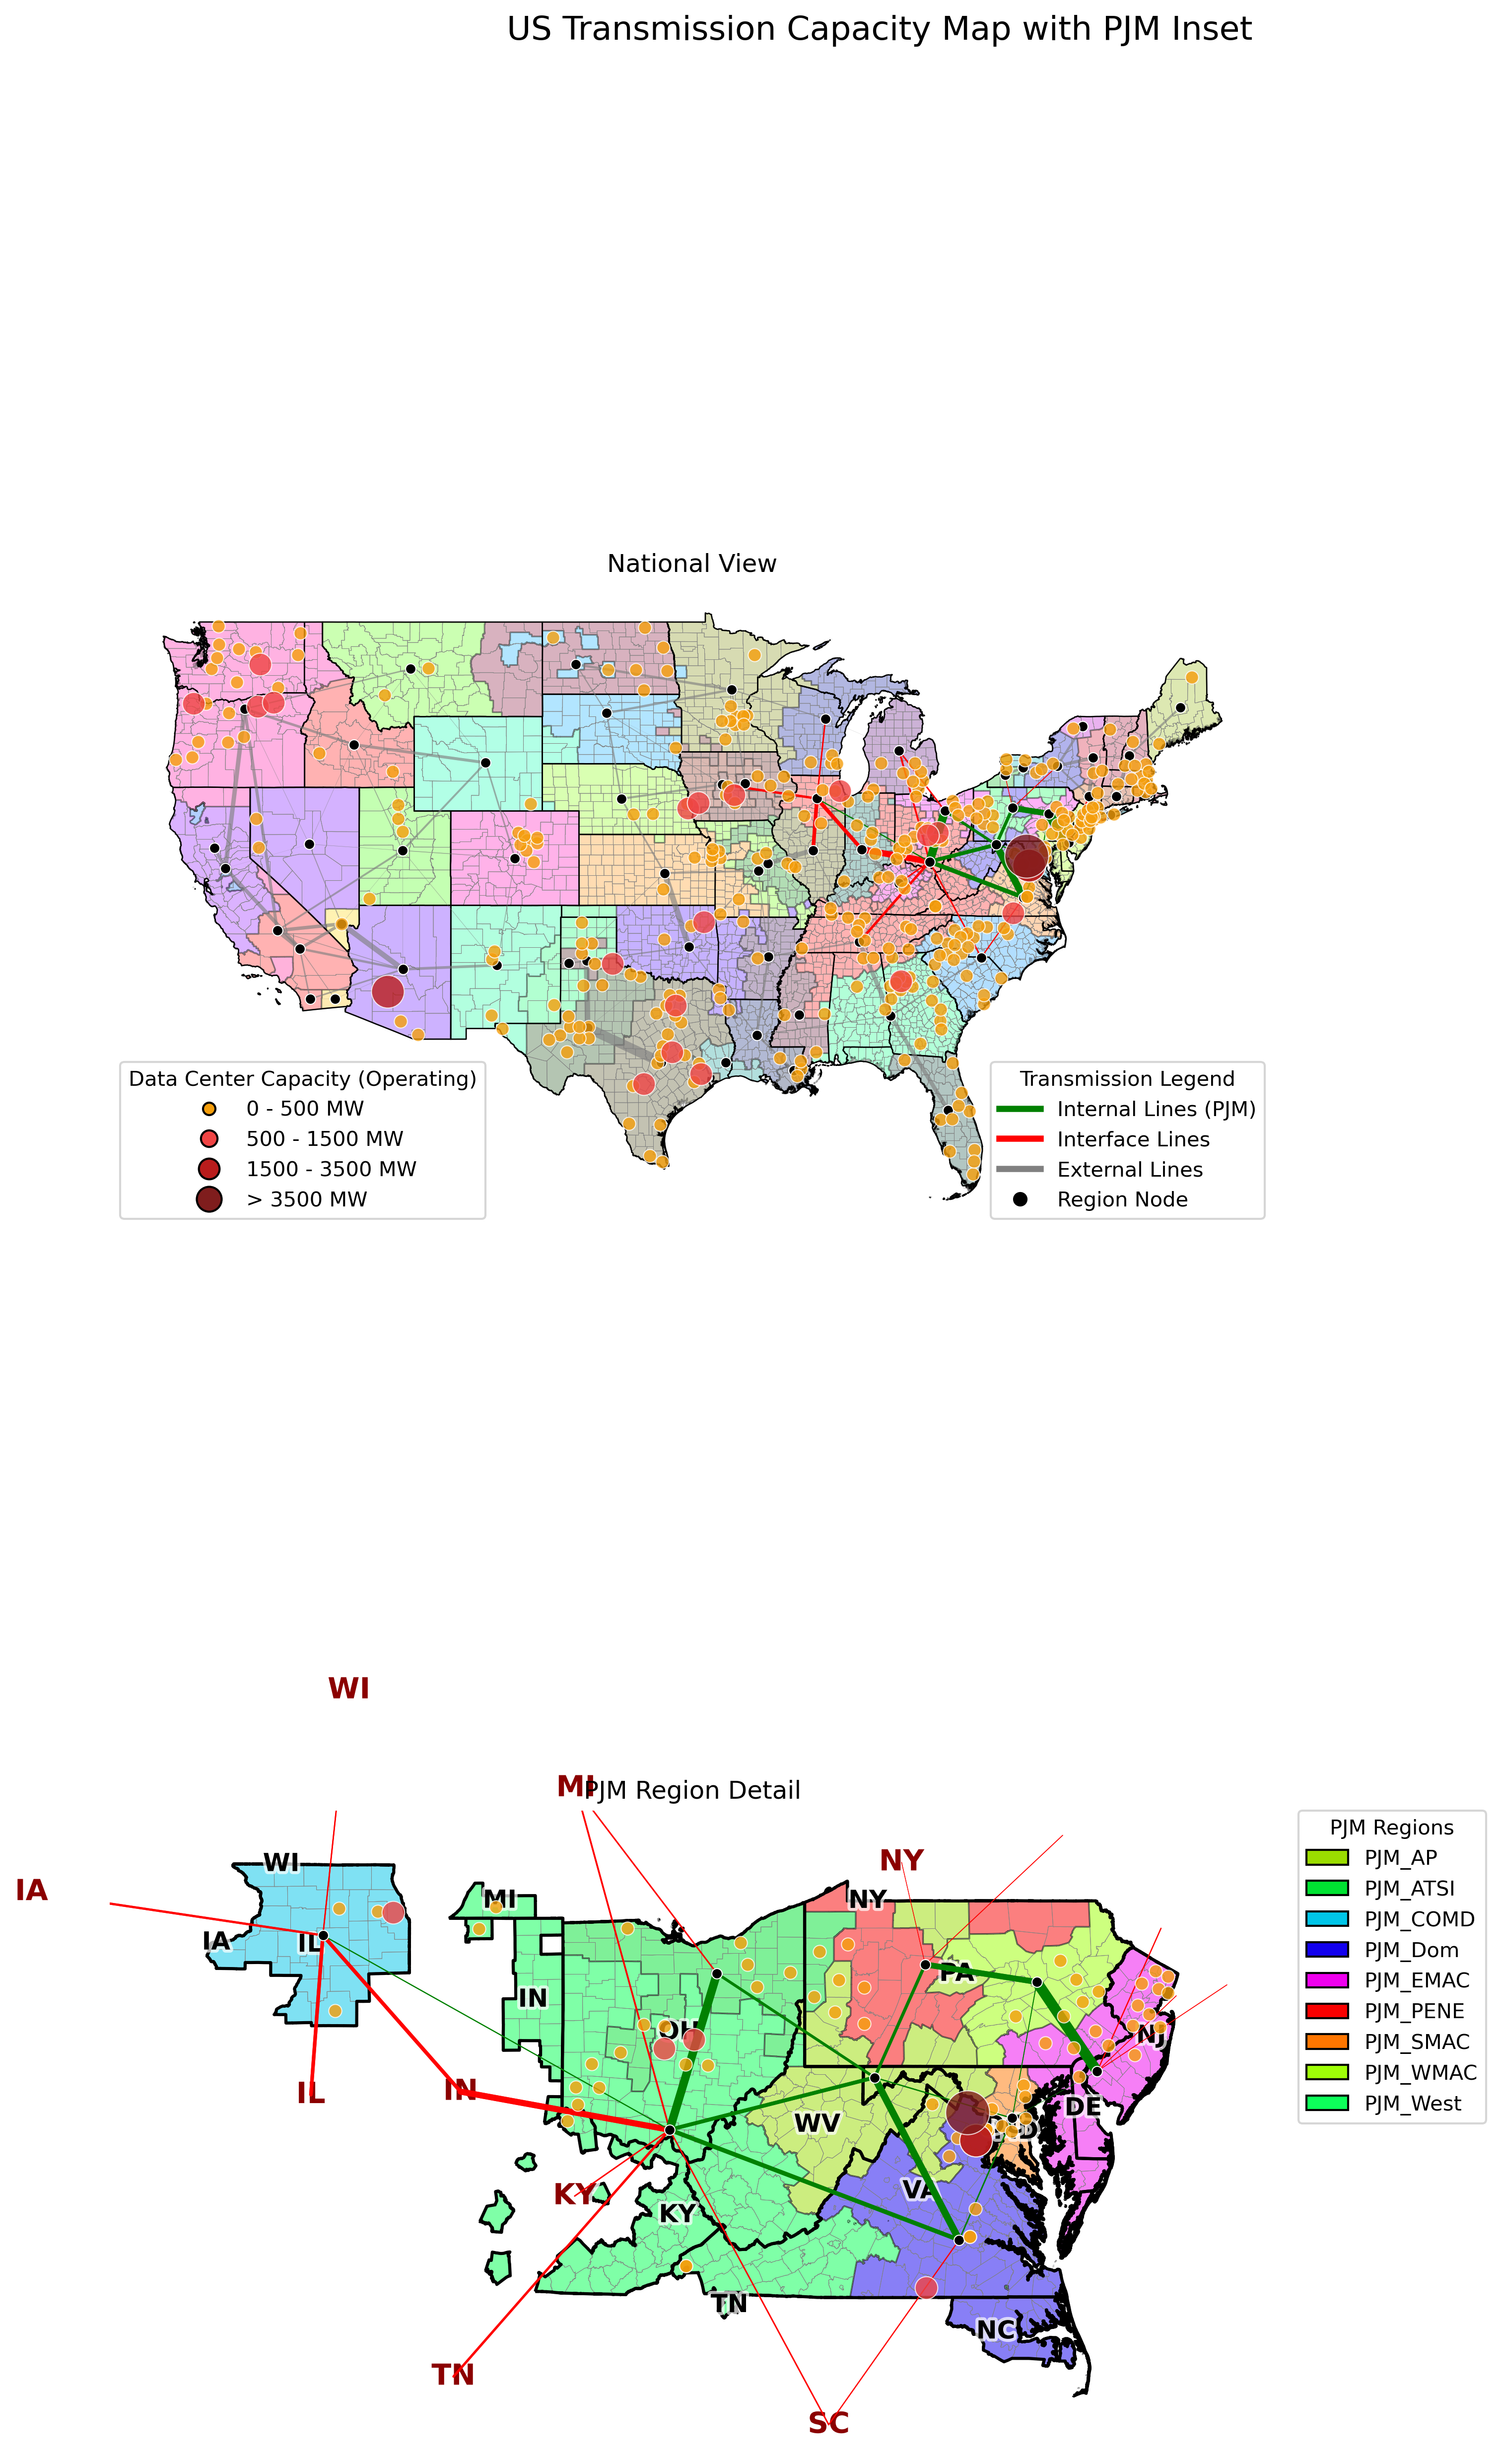 US Transmission Capacity Map with PJM Inset
National View
Data Center Capacity (Operating)
0 - 500 MW
500 - 1500 MW
1500 - 3500 MW
> 3500 MW
Transmission Legend
Internal Lines (PJM)
Interface Lines
External Lines
Region Node
WI
MI
PJM Region Detail
NY
IA
WI
MI
NY
IA
IL
PA
IN
OH
NJ
IL
IN
DE
WV
VA
KY
KY
TN
NC
TN
SC
PJM Regions
PJM_AP
PJM_ATSI
PJM_COMD
PJM_Dom
PJM_EMAC
PJM_PENE
PJM_SMAC
PJM_WMAC
PJM_West